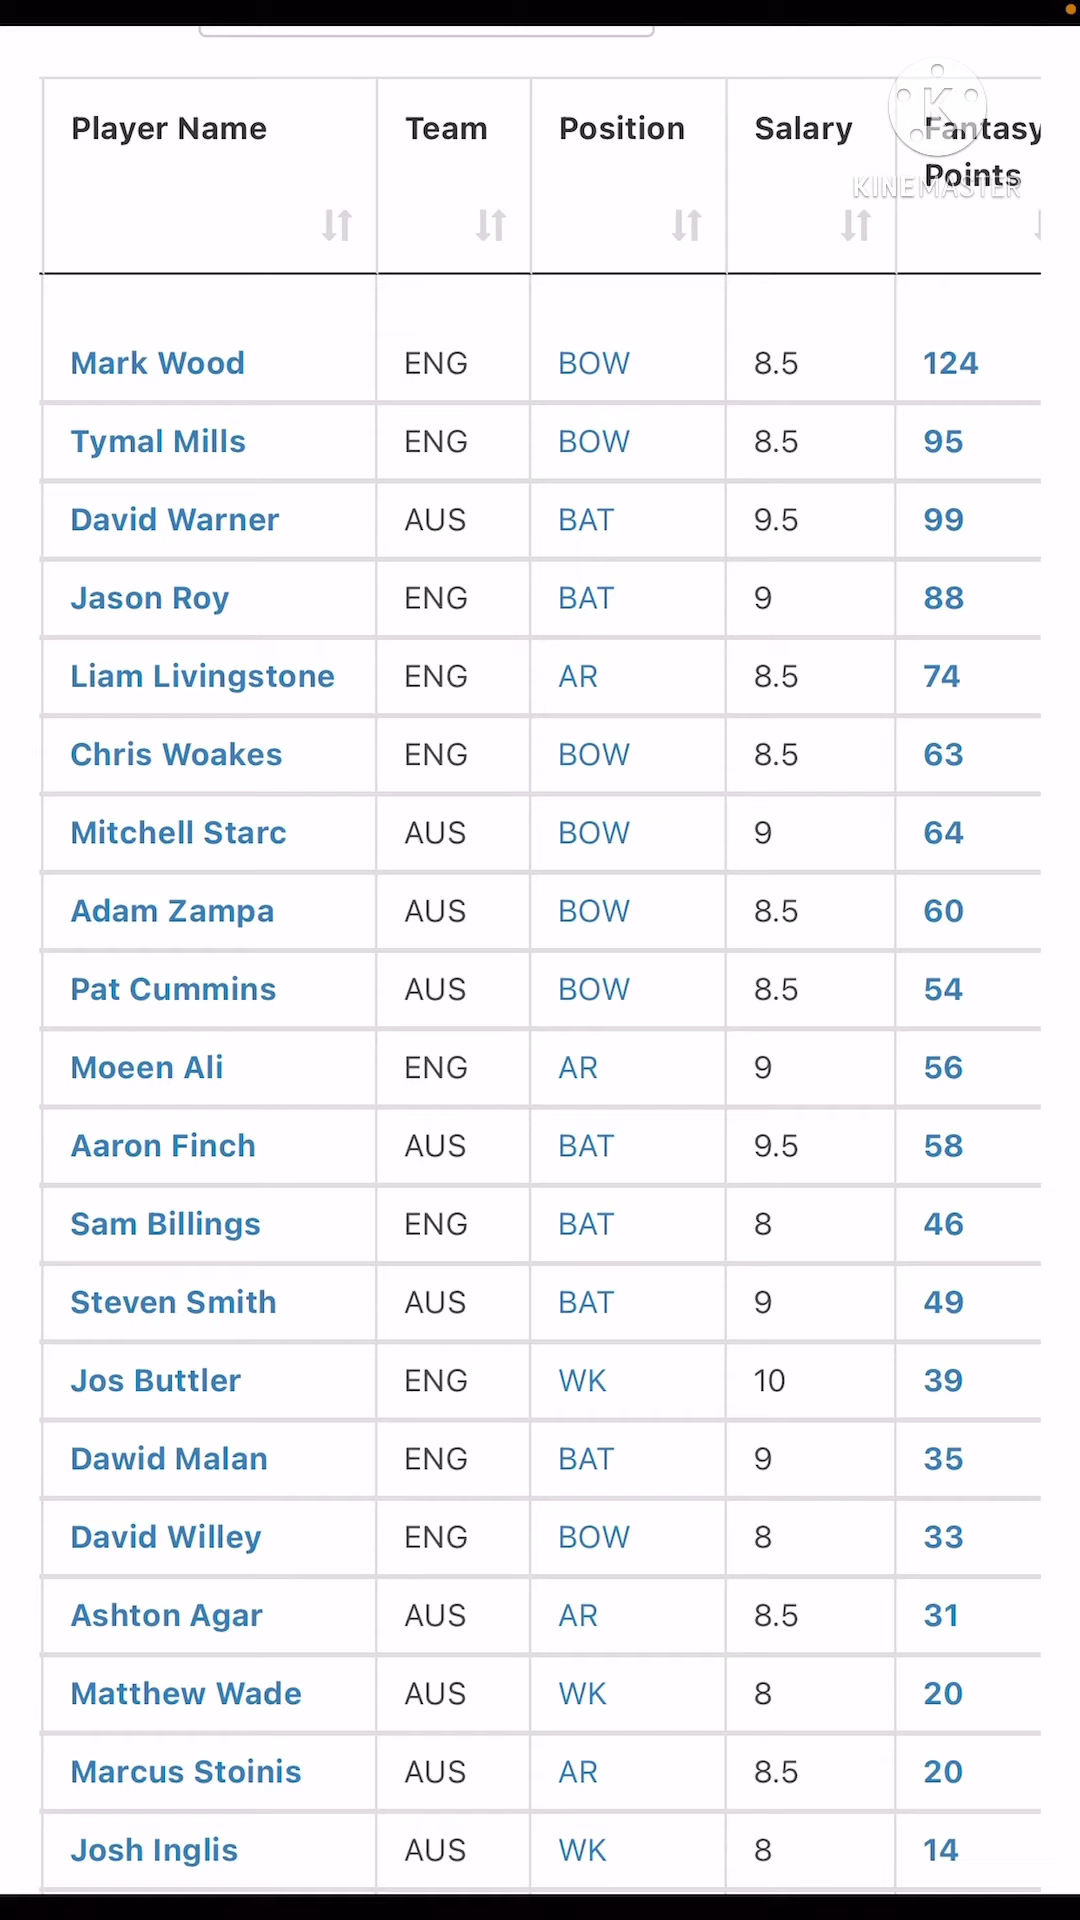 Player Name Team Position Salary Fantasy Points
K
KINEMASTER
Mark Wood ENG BOW 8.5 124
Tymal Mills ENG BOW 8.5 95
David Warner AUS BAT 9.5 99
Jason Roy ENG BAT 9 88
Liam Livingstone ENG AR 8.5 74
Chris Woakes ENG BOW 8.5 63
Mitchell Starc AUS BOW 9 64
Adam Zampa AUS BOW 8.5 60
Pat Cummins AUS BOW 8.5 54
Moeen Ali ENG AR 9 56
Aaron Finch AUS BAT 9.5 58
Sam Billings ENG BAT 8 46
Steven Smith AUS BAT 9 49
Jos Buttler ENG WK 10 39
Dawid Malan ENG BAT 9 35
David Willey ENG BOW 8 33
Ashton Agar AUS AR 8.5 31
Matthew Wade AUS WK 8 20
Marcus Stoinis AUS AR 8.5 20
Josh Inglis AUS WK 8 14